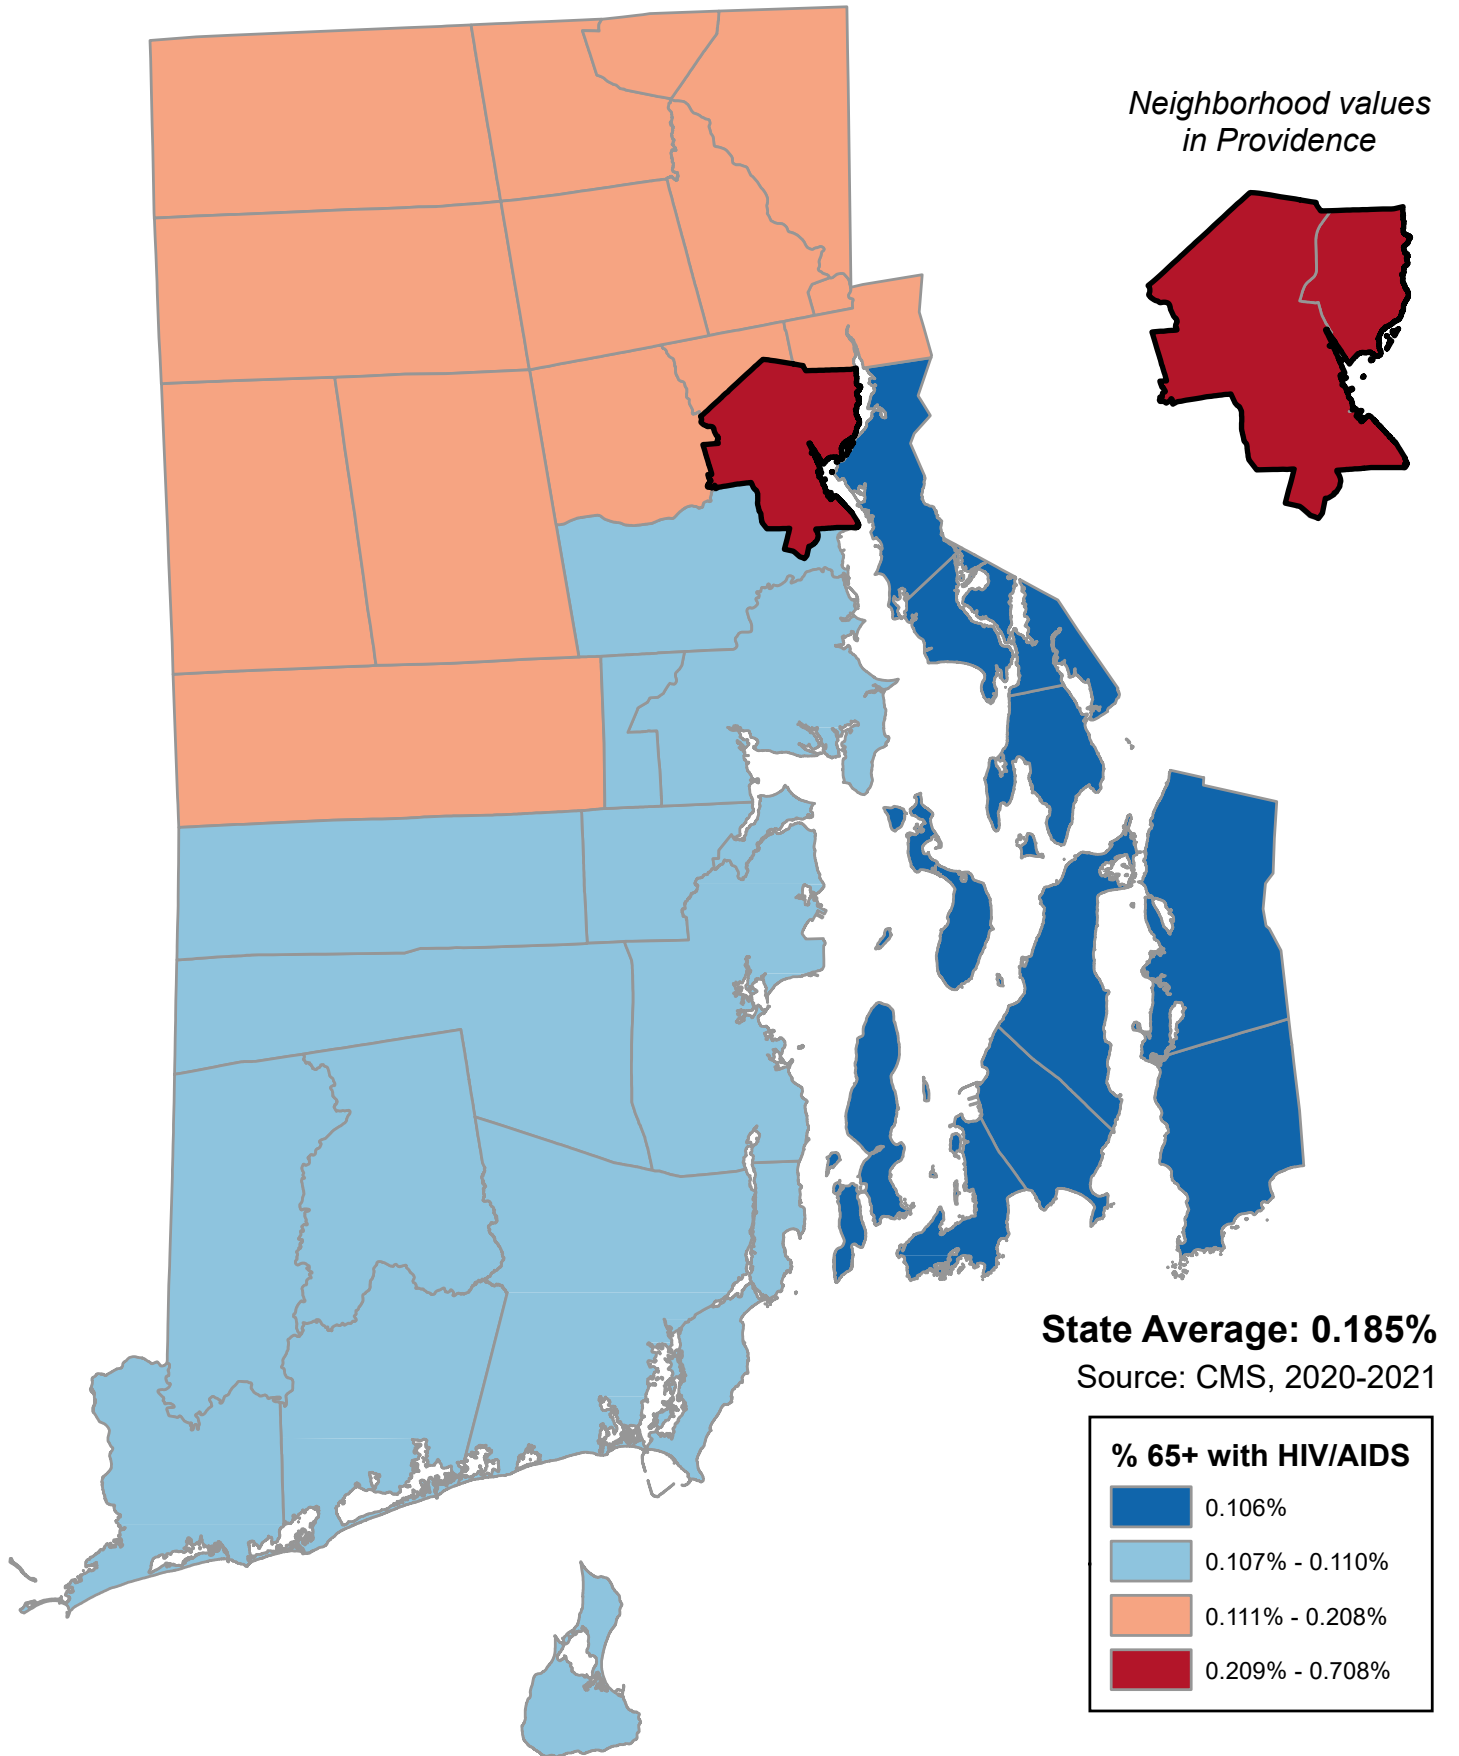 Neighborhood values
in Providence
State Average: 0.185%
Source: CMS, 2020-2021
% 65+ with HIV/AIDS
0.106%
0.107% - 0.110%
0.111% - 0.208%
0.209% - 0.708%